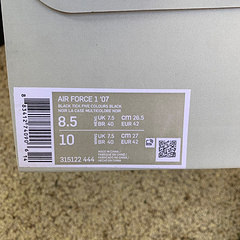 AIR FORCE 1 '07
BLACK TICK FIVE COLOURS BLACK
NOIR LA CASE MULTICOLORE NOIR
8.5 UK 7.5 CM 26.5
BR 40 EUR 42
10 UK 7.5 CM 27
BR 40 EUR 42
315122 444